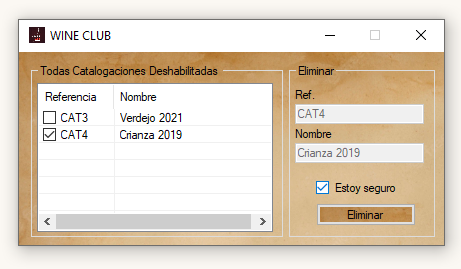 WINE CLUB
Todas Catalogaciones Deshabilitadas
Referencia Nombre
CAT3 Verdejo 2021
CAT4 Crianza 2019
Eliminar
Ref.
CAT4
Nombre
Crianza 2019
Estoy seguro
Eliminar